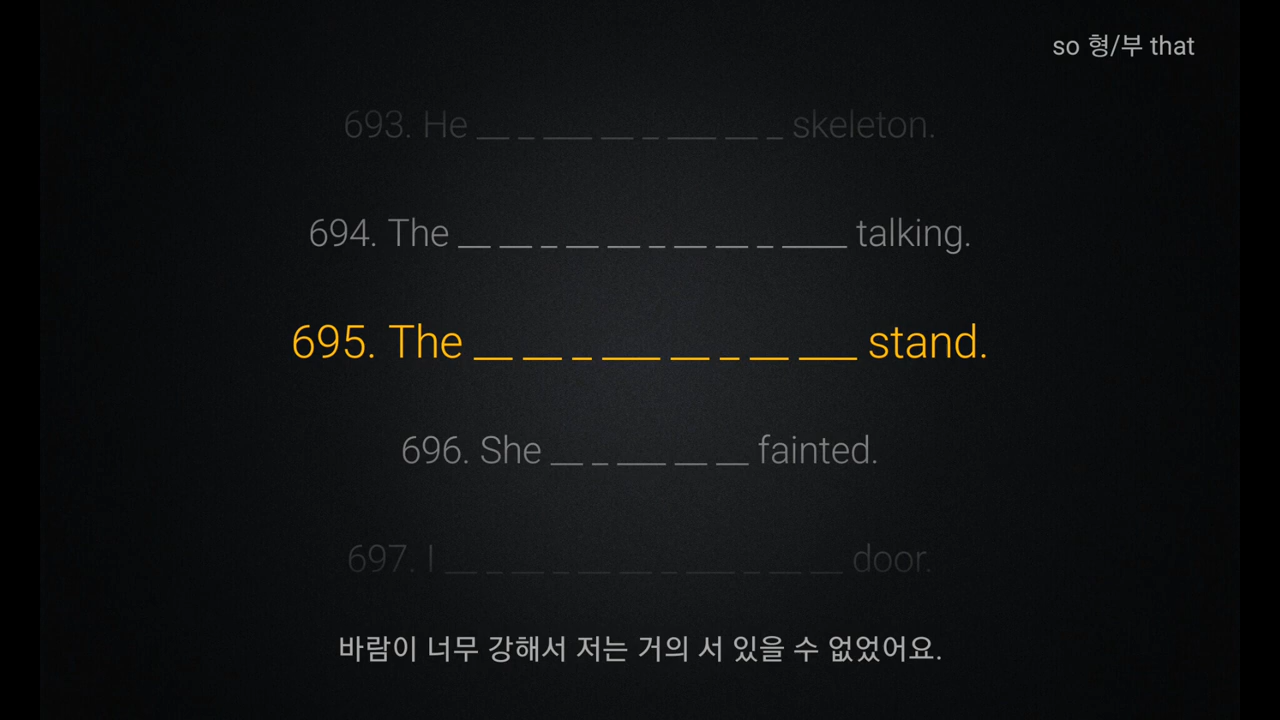 so 형/부 that
693. He __ _ ___ __ _ ___ __ _ skeleton.
694. The __ __ _ __ __ _ __ __ _ ____ talking.
695. The __ __ _ ___ __ _ __ ___ stand.
696. She __ _ ___ __ __ fainted.
697. I __ _ __ _ ___ __ _ ___ _ __ __ door.
바람이 너무 강해서 저는 거의 서 있을 수 없었어요.